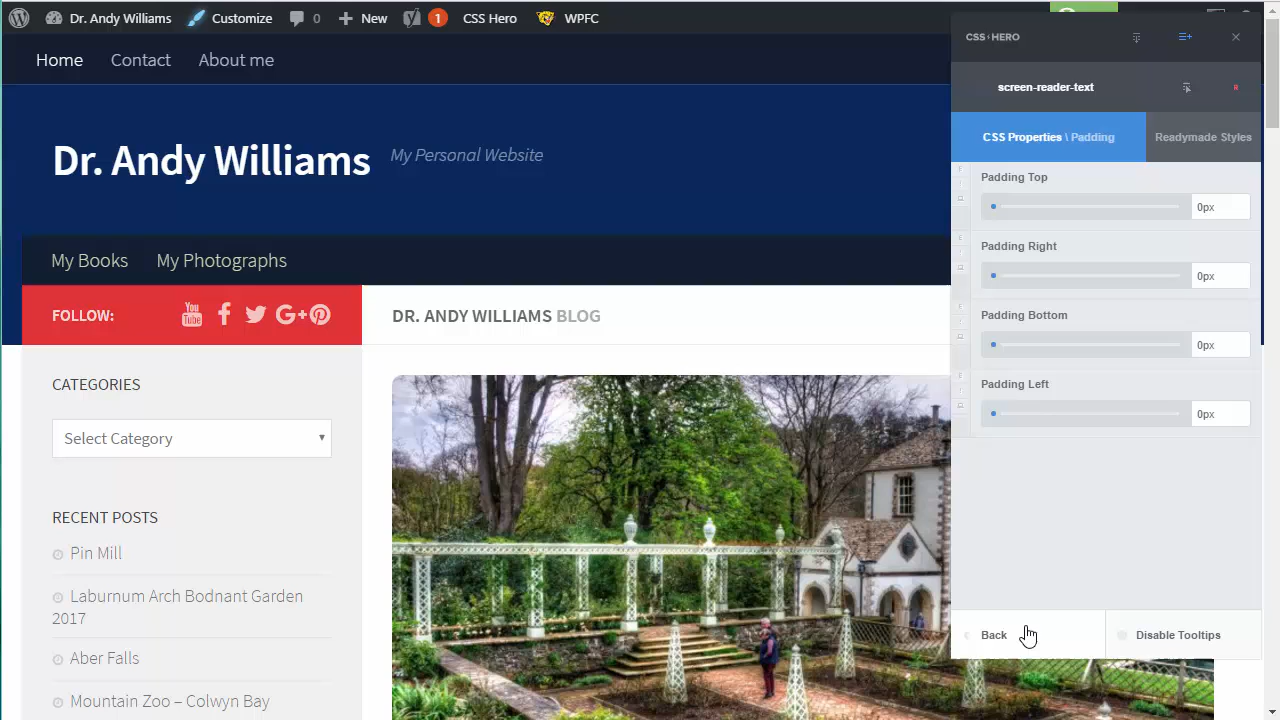 Dr. Andy Williams Customize 0 New 1 CSS Hero WPFC
CSS HERO
Home Contact About me
screen-reader-text R
CSS Properties \ Padding Readymade Styles
Dr. Andy Williams My Personal Website
Padding Top
0px
Padding Right
0px
Padding Bottom
0px
Padding Left
0px
My Books My Photographs
FOLLOW: You Tube
DR. ANDY WILLIAMS BLOG
CATEGORIES
Select Category
RECENT POSTS
Pin Mill
Laburnum Arch Bodnant Garden
2017
Aber Falls
Mountain Zoo – Colwyn Bay
Back Disable Tooltips